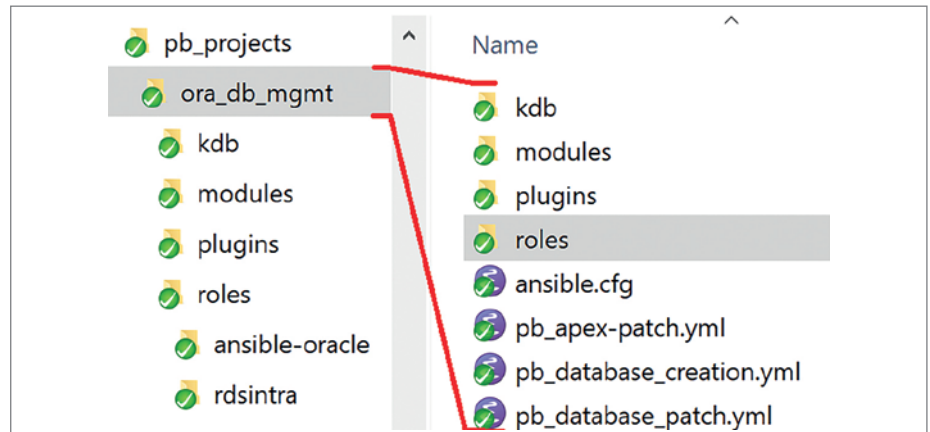 pb_projects
ora_db_mgmt
kdb
modules
plugins
roles
ansible-oracle
rdsintra
Name
kdb
modules
plugins
roles
ansible.cfg
pb_apex-patch.yml
pb_database_creation.yml
pb_database_patch.yml